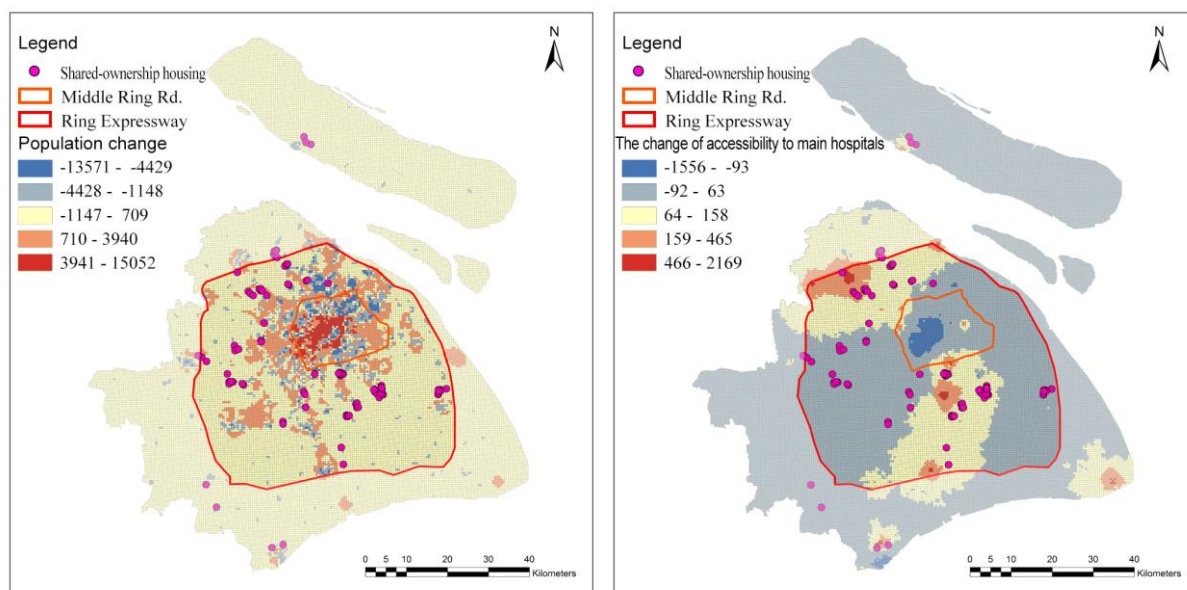 Legend
N
Shared-ownership housing
Middle Ring Rd.
Ring Expressway
Population change
-13571 - -4429
-4428 - -1148
-1147 - 709
710 - 3940
3941 - 15052
0 5 10 20 30 40
Kilometers
Legend
N
Shared-ownership housing
Middle Ring Rd.
Ring Expressway
The change of accessibility to main hospitals
-1556 - -93
-92 - 63
64 - 158
159 - 465
466 - 2169
0 5 10 20 30 40
Kilometers